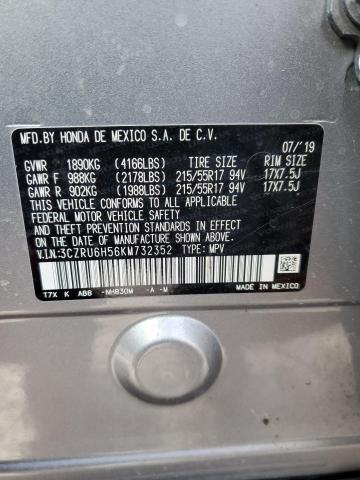 MFD.BY HONDA DE MEXICO S.A. DE C.V.
07/'19
GVWR 1890KG (4166LBS) TIRE SIZE RIM SIZE
GAWR F 988KG (2178LBS) 215/55R17 94V 17X7.5J
GAWR R 902KG (1988LBS) 215/55R17 94V 17X7.5J
THIS VEHICLE CONFORMS TO ALL APPLICABLE
FEDERAL MOTOR VEHICLE SAFETY, BUMPER, AND
THEFT PREVENTION STANDARDS IN EFFECT ON THE DATE OF
MANUFACTURE SHOWN ABOVE.
V.I.N:3CZRU6H56KM732352 TYPE: MPV
T7X K AB8 -NH830M -A -M
MADE IN MEXICO